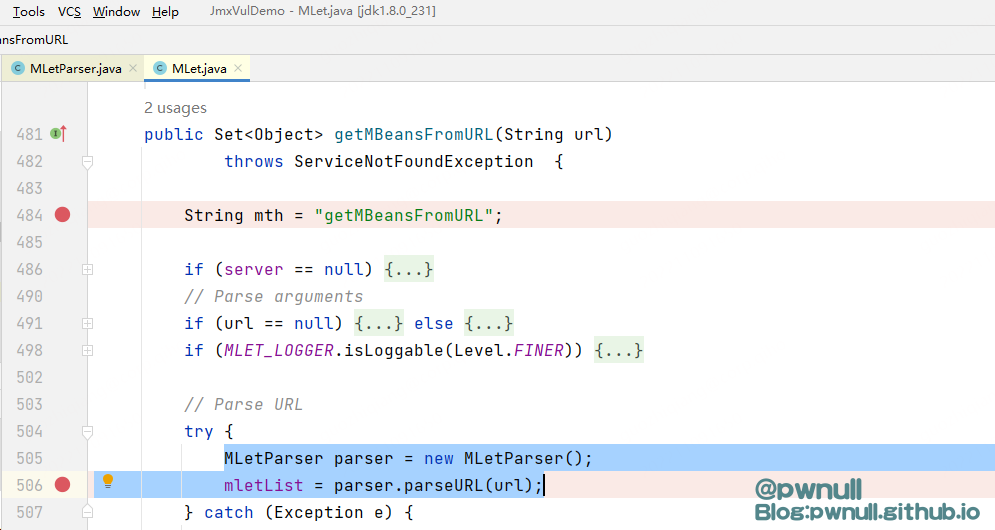 Tools VCS Window Help JmxVulDemo - MLet.java [jdk1.8.0_231]
nsFromURL
MLetParser.java MLet.java
2 usages
481 public Set<Object> getMBeansFromURL(String url)
482 throws ServiceNotFoundException {
483
484 String mth = "getMBeansFromURL";
485
486 if (server == null) {...}
490 // Parse arguments
491 if (url == null) {...} else {...}
498 if (MLET_LOGGER.isLoggable(Level.FINER)) {...}
502
503 // Parse URL
504 try {
505 MLetParser parser = new MLetParser();
506 mletList = parser.parseURL(url);
507 } catch (Exception e) {
@pwnull
Blog:pwnull.github.io